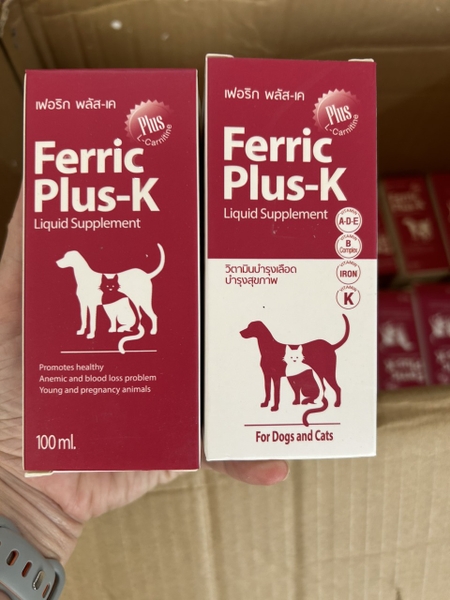 เฟอริก พลัส-เค
Plus
L-Carnitine
Ferric
Plus-K
Liquid Supplement
Promotes healthy
Anemic and blood loss problem
Young and pregnancy animals
100 ml.
เฟอริก พลัส-เค
Plus
L-Carnitine
Ferric
Plus-K
Liquid Supplement
VITAMIN
A-D-E
VITAMIN
B
Complex
IRON
VITAMIN
K
วิตามินบำรุงเลือด
บำรุงสุขภาพ
For Dogs and Cats